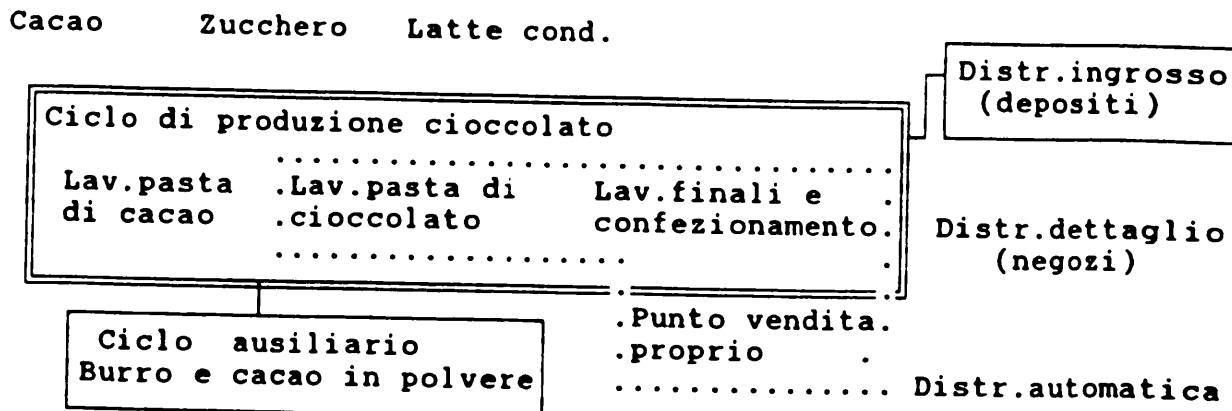 Cacao Zucchero Latte cond.
Distr.ingrosso
(depositi)
Ciclo di produzione cioccolato
Lav.pasta .Lav.pasta di Lav.finali e .
di cacao .cioccolato confezionamento.
Distr.dettaglio
(negozi)
.Punto vendita.
.proprio .
Ciclo ausiliario
Burro e cacao in polvere
Distr.automatica